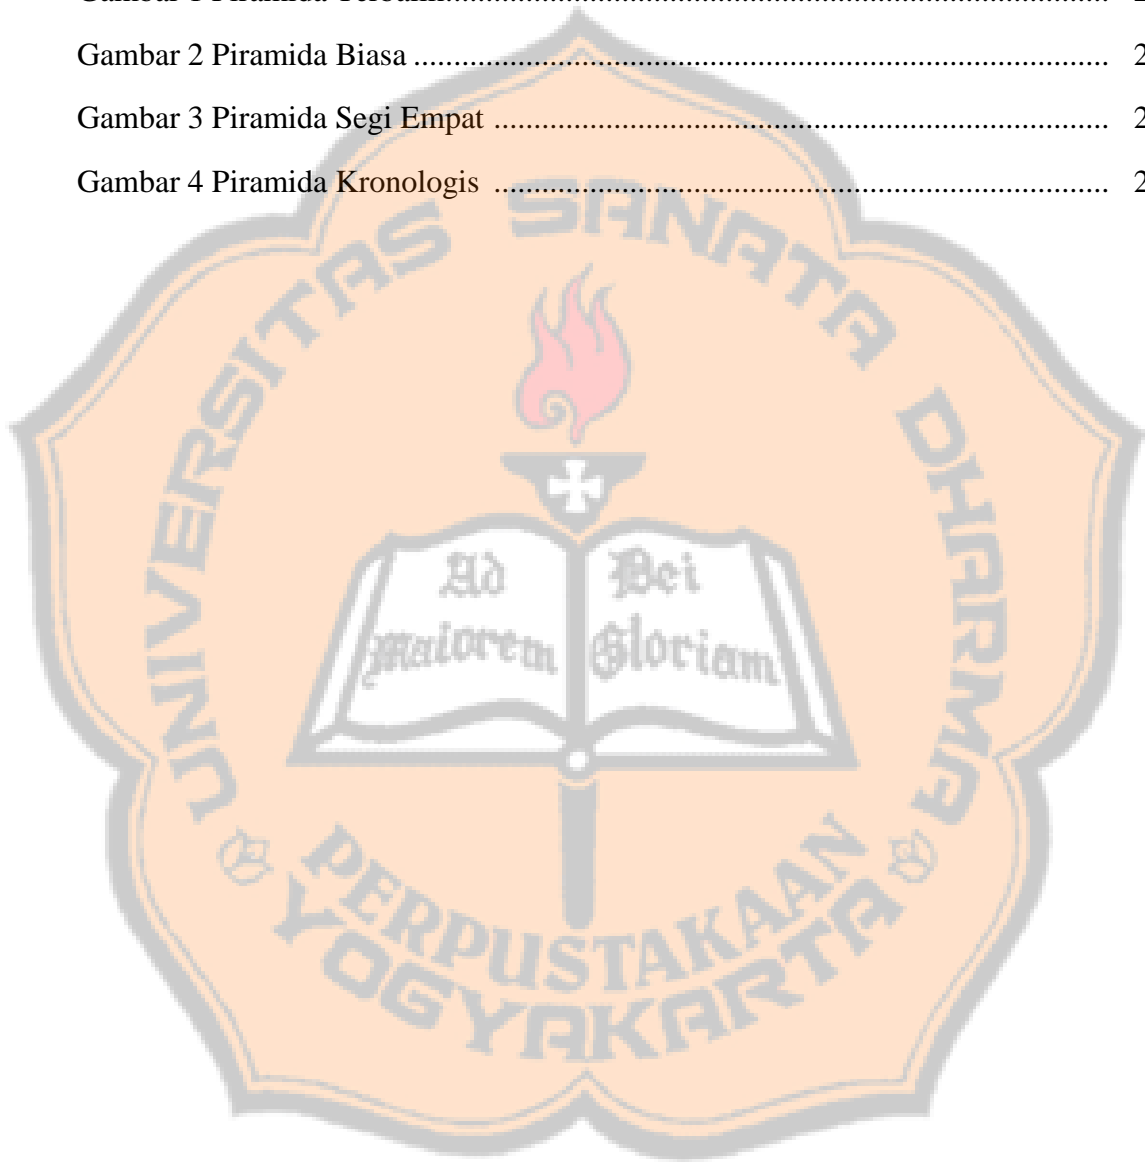 Gambar 2 Piramida Biasa ..................................................................................... 2
Gambar 3 Piramida Segi Empat ........................................................................... 2
Gambar 4 Piramida Kronologis ........................................................................... 2
UNIVERSITAS SANATA DHARMA
Ad Dei
maiorem Gloriam
PERPUSTAKAAN
YOGYAKARTA